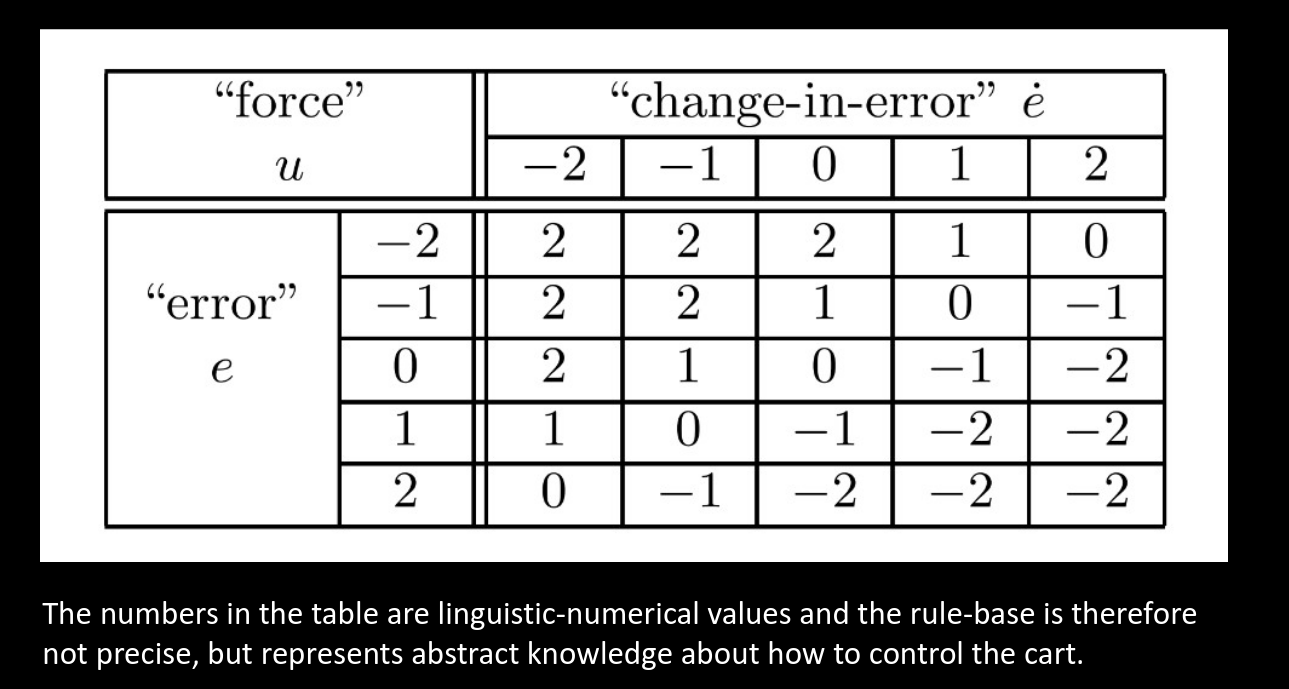 “force” “change-in-error” ė
u −2 −1 0 1 2
−2 2 2 2 1 0
“error” −1 2 2 1 0 −1
e 0 2 1 0 −1 −2
1 1 0 −1 −2 −2
2 0 −1 −2 −2 −2
The numbers in the table are linguistic-numerical values and the rule-base is therefore
not precise, but represents abstract knowledge about how to control the cart.